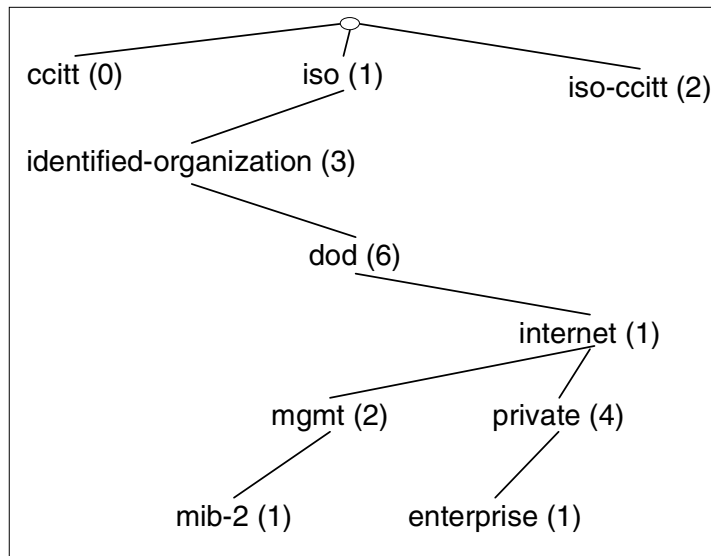 ccitt (0) iso (1) iso-ccitt (2)
identified-organization (3)
dod (6)
internet (1)
mgmt (2) private (4)
mib-2 (1) enterprise (1)